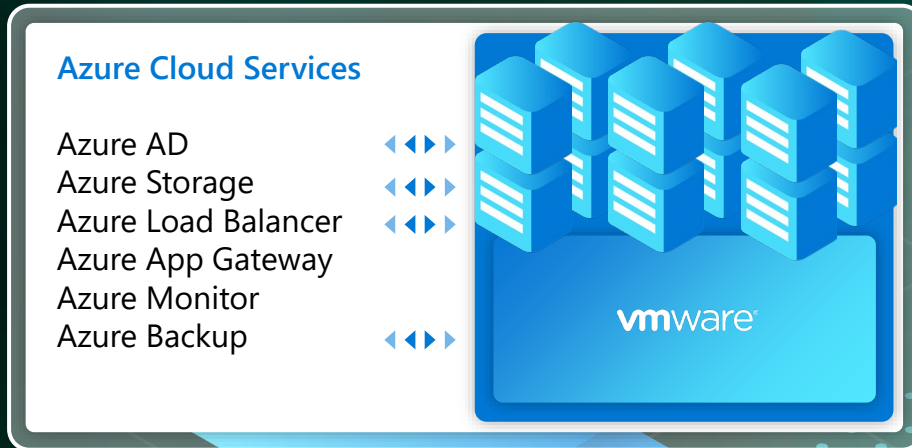 Azure Cloud Services
Azure AD
Azure Storage
Azure Load Balancer
Azure App Gateway
Azure Monitor
Azure Backup
vmware®